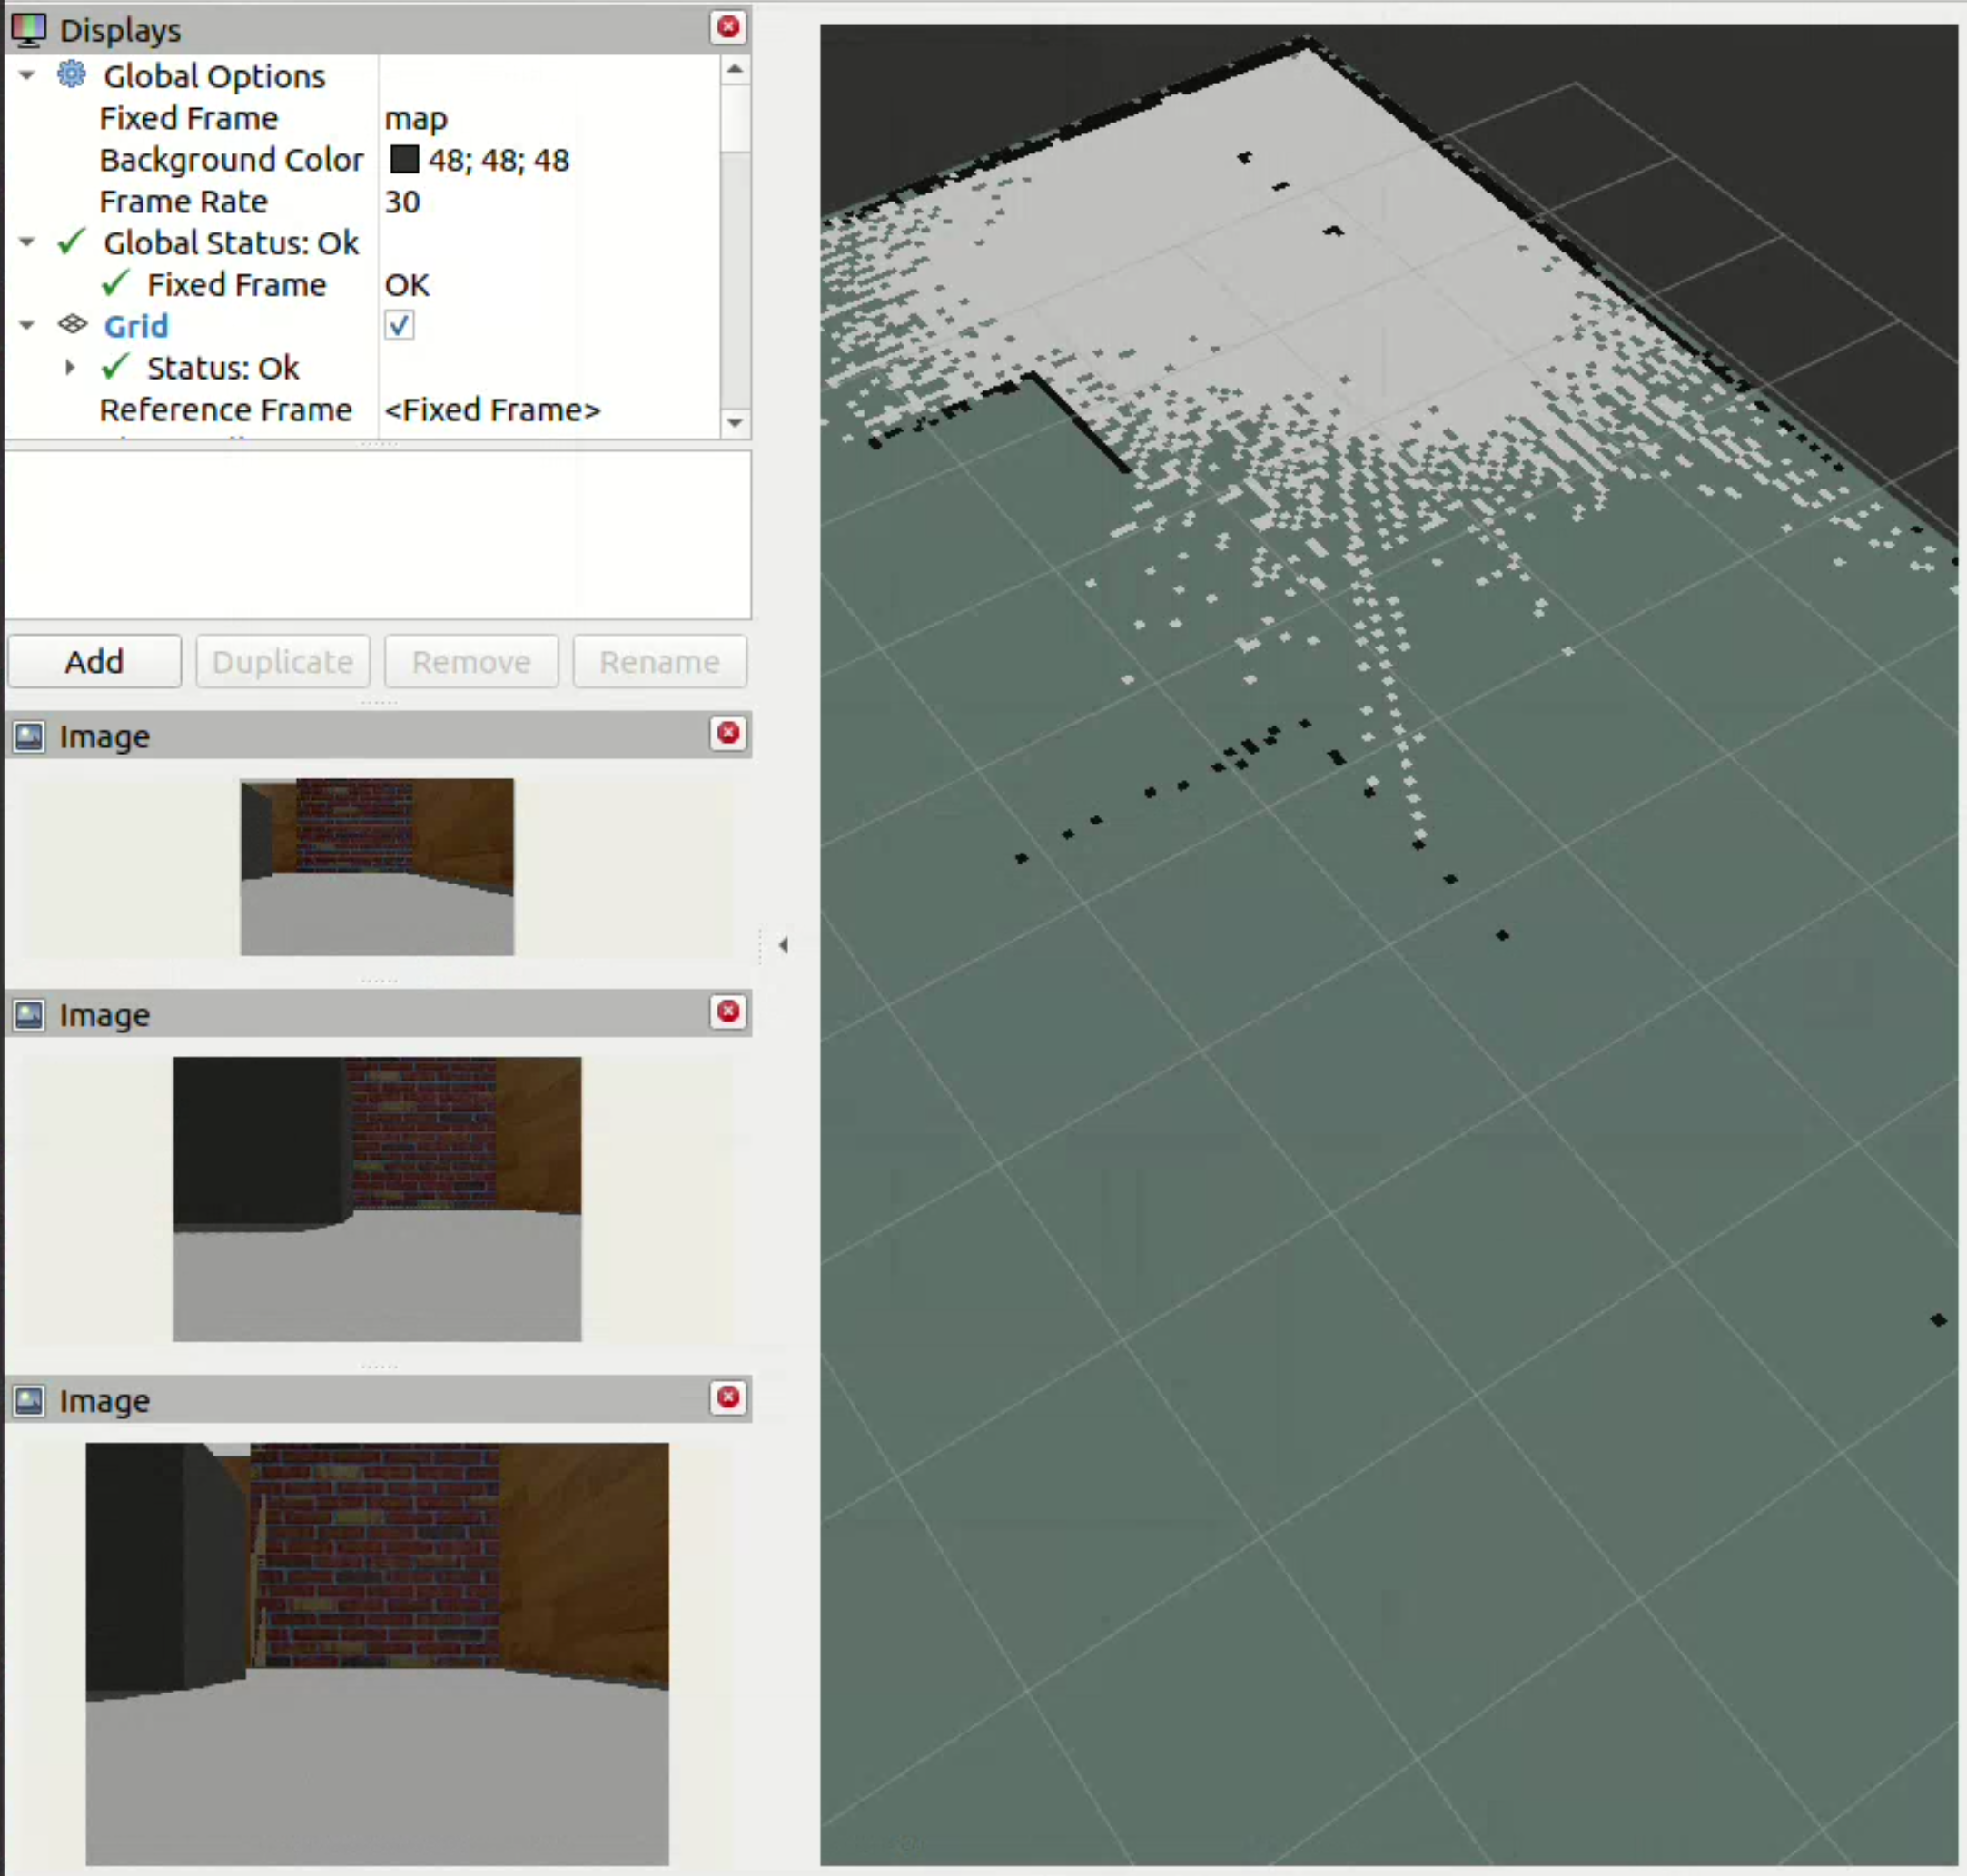 Displays
Global Options
Fixed Frame map
Background Color 48; 48; 48
Frame Rate 30
Global Status: Ok
Fixed Frame OK
Grid
Status: Ok
Reference Frame <Fixed Frame>
Add Duplicate Remove Rename
Image
Image
Image